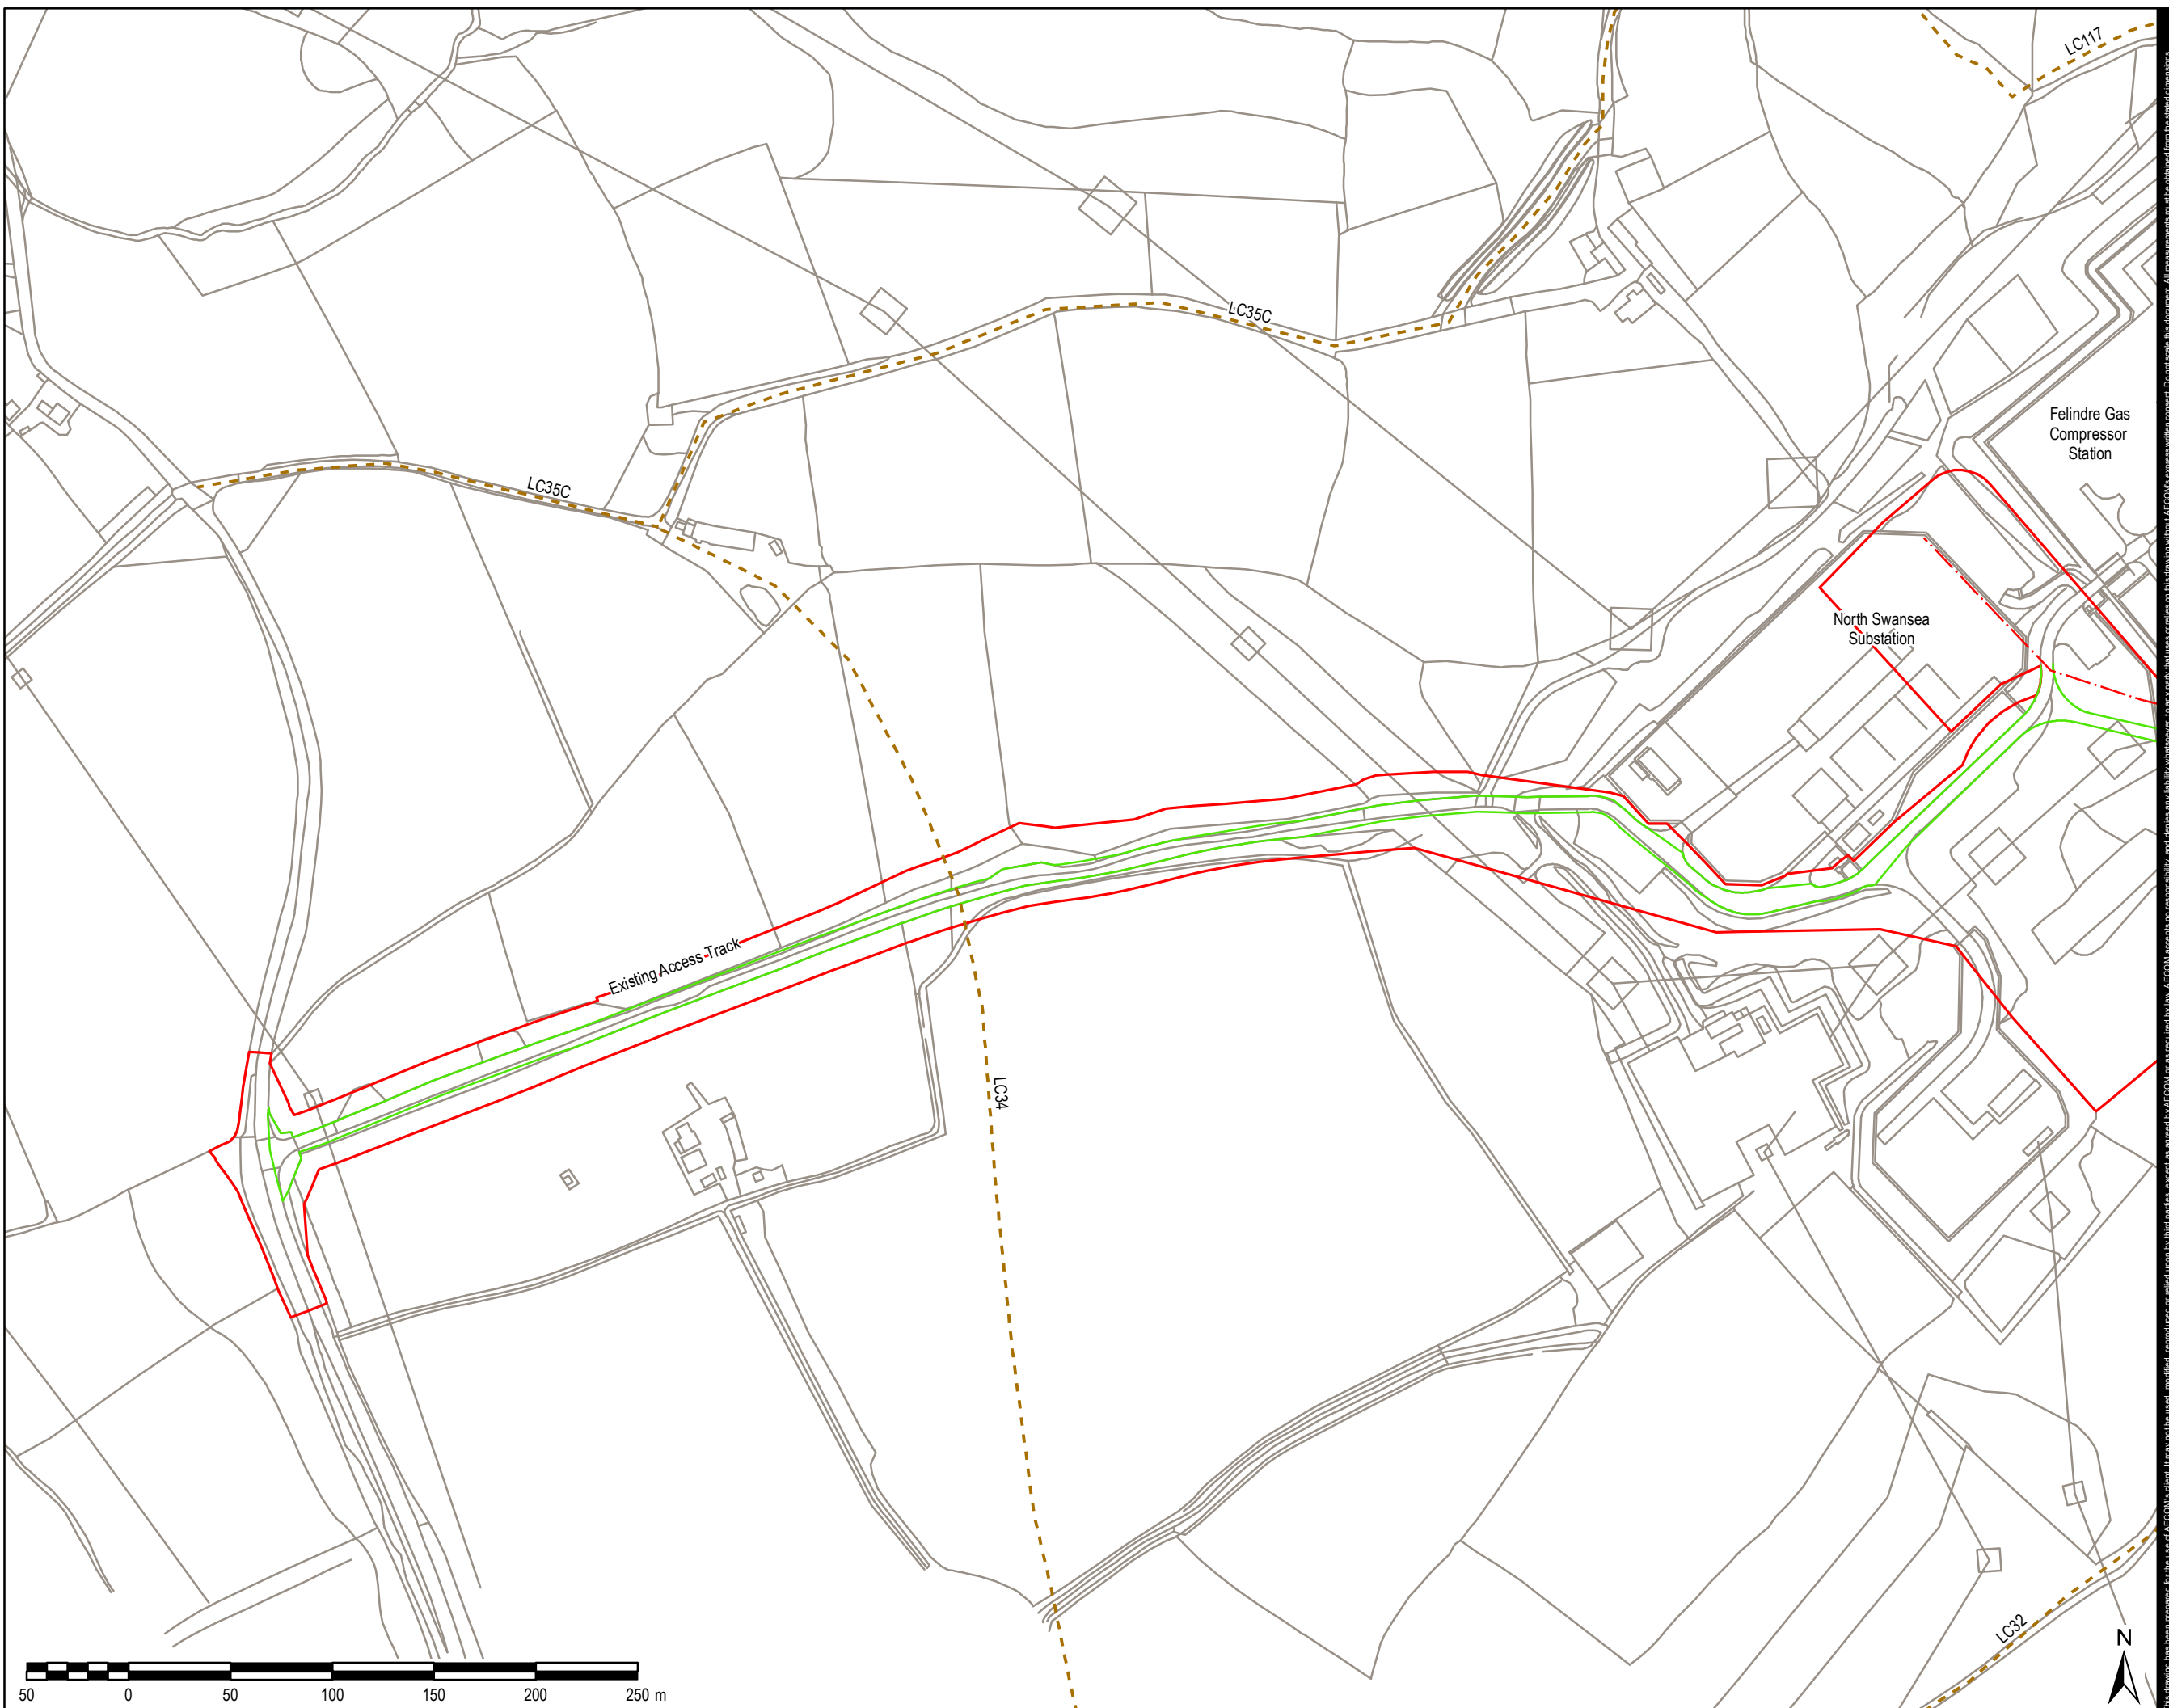 LC117
LC35C
Felindre Gas
Compressor
Station
LC35C
North Swansea
Substation
Existing Access Track
LC34
LC32
N
50 0 50 100 150 200 250 m